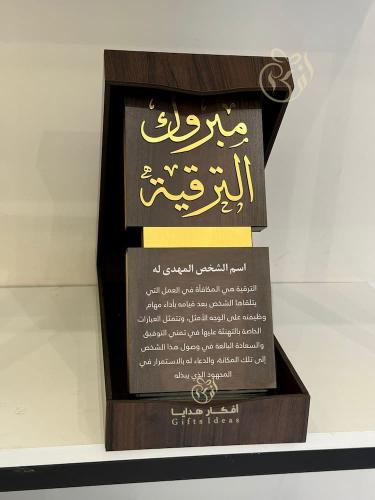 مبروك
الترقية
اسم الشخص المهدى له
الترقية هي المكافأة في العمل التي
يتلقاها الشخص بعد قيامه بأداء مهام
وظيفته على الوجه الأمثل، وتتمثل العبارات
الخاصة بالتهنئة عليها في تمني التوفيق
والسعادة البالغة في وصول هذا الشخص
إلى تلك المكانة، والدعاء له بالاستمرار في
المجهود الذي يبذله
أفكار هدايا
Gifts Ideas